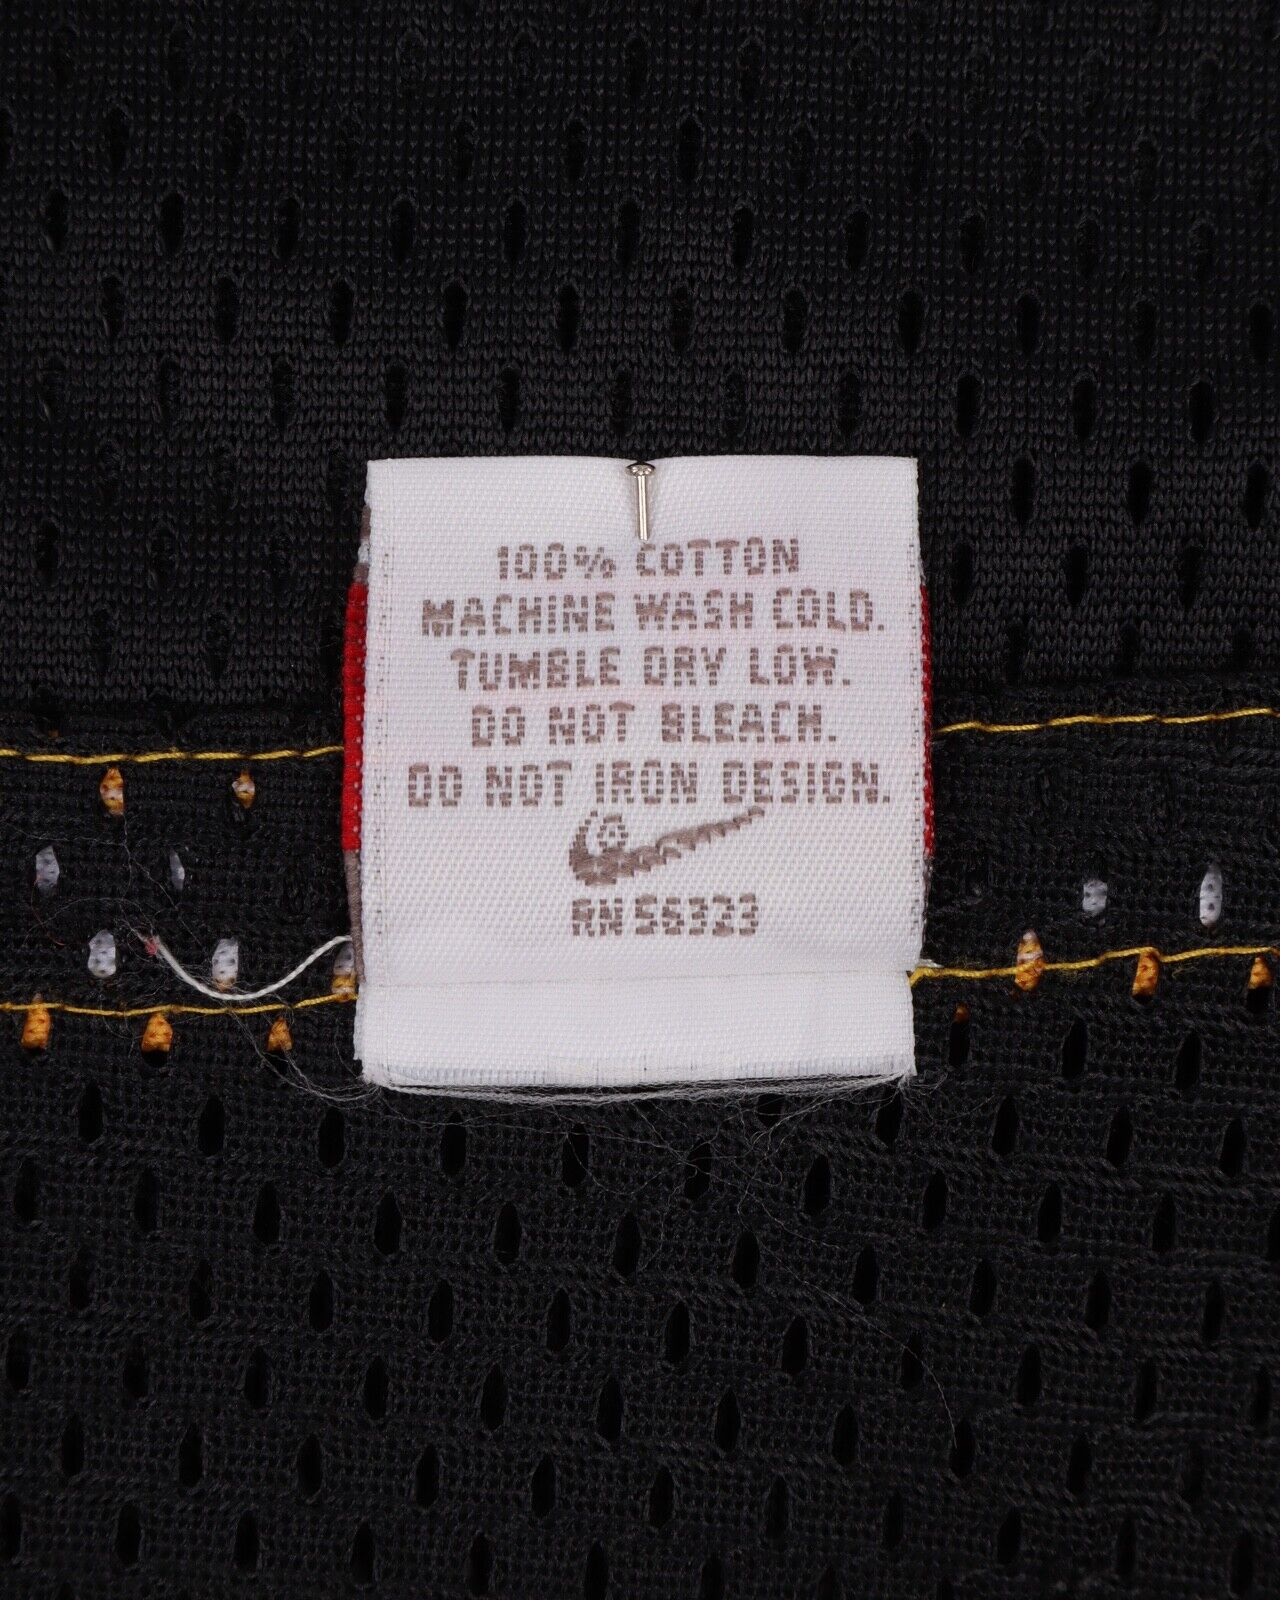 100% COTTON
MACHINE WASH COLD.
TUMBLE DRY LOW.
DO NOT BLEACH.
DO NOT IRON DESIGN.
RN 56323